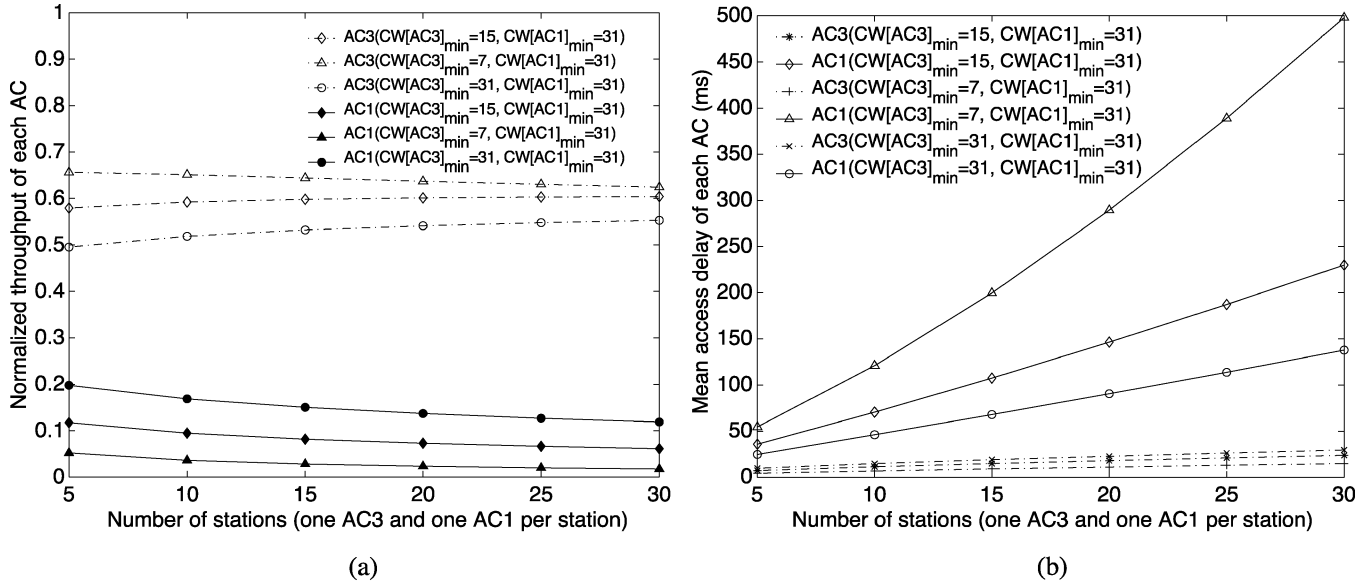 Normalized throughput of each AC
1
0.9
0.8
0.7
0.6
0.5
0.4
0.3
0.2
0.1
0
AC3(CW[AC3]min=15, CW[AC1]min=31)
AC3(CW[AC3]min=7, CW[AC1]min=31)
AC3(CW[AC3]min=31, CW[AC1]min=31)
AC1(CW[AC3]min=15, CW[AC1]min=31)
AC1(CW[AC3]min=7, CW[AC1]min=31)
AC1(CW[AC3]min=31, CW[AC1]min=31)
5 10 15 20 25 30
Number of stations (one AC3 and one AC1 per station)
(a)
Mean access delay of each AC (ms)
500
450
400
350
300
250
200
150
100
50
0
AC3(CW[AC3]min=15, CW[AC1]min=31)
AC1(CW[AC3]min=15, CW[AC1]min=31)
AC3(CW[AC3]min=7, CW[AC1]min=31)
AC1(CW[AC3]min=7, CW[AC1]min=31)
AC3(CW[AC3]min=31, CW[AC1]min=31)
AC1(CW[AC3]min=31, CW[AC1]min=31)
5 10 15 20 25 30
Number of stations (one AC3 and one AC1 per station)
(b)